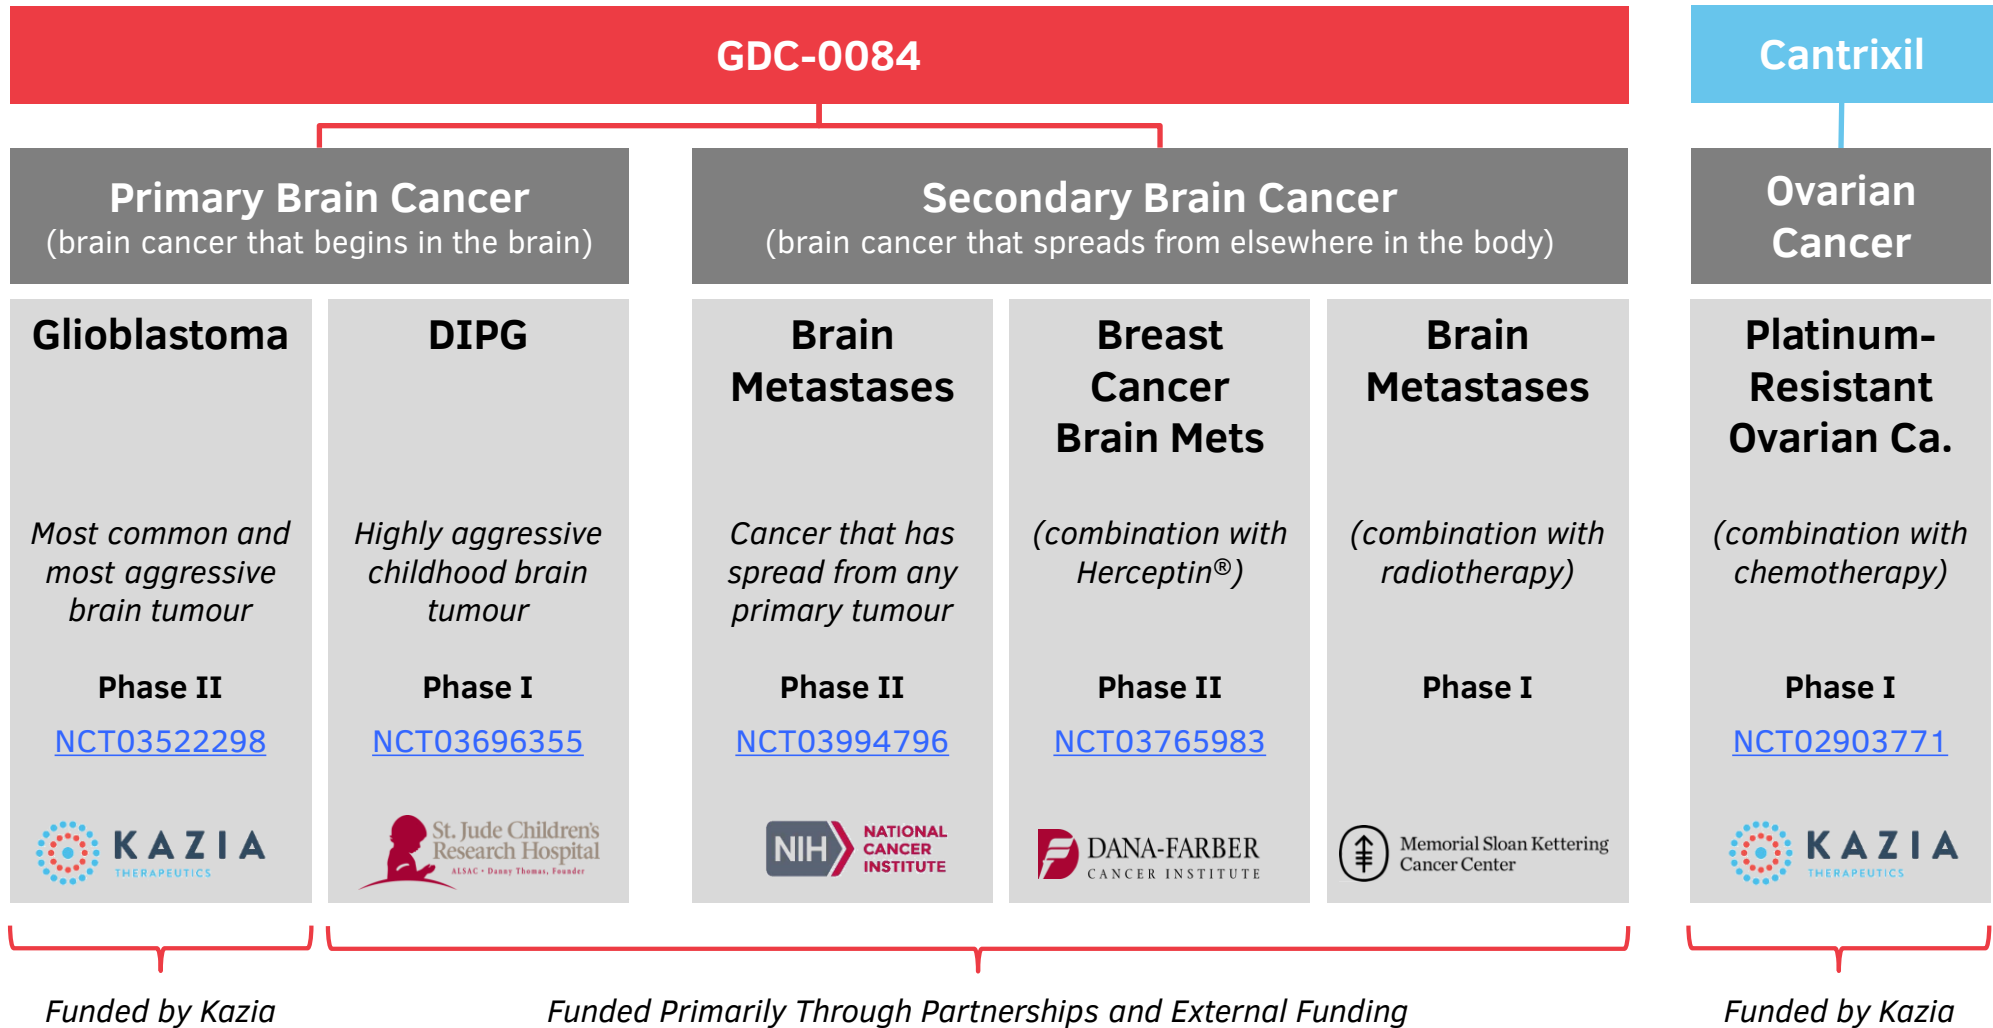 GDC-0084
Cantrixil
Primary Brain Cancer
(brain cancer that begins in the brain)
Secondary Brain Cancer
(brain cancer that spreads from elsewhere in the body)
Ovarian
Cancer
Glioblastoma
Most common and
most aggressive
brain tumour
Phase II
NCT03522298
KAZIA
THERAPEUTICS
DIPG
Highly aggressive
childhood brain
tumour
Phase I
NCT03696355
St. Jude Children's
Research Hospital
ALSAC • Danny Thomas, Founder
Brain
Metastases
Cancer that has
spread from any
primary tumour
Phase II
NCT03994796
NIH
NATIONAL
CANCER
INSTITUTE
Breast
Cancer
Brain Mets
(combination with
Herceptin®)
Phase II
NCT03765983
DANA-FARBER
CANCER INSTITUTE
Brain
Metastases
(combination with
radiotherapy)
Phase I
Memorial Sloan Kettering
Cancer Center
Platinum-
Resistant
Ovarian Ca.
(combination with
chemotherapy)
Phase I
NCT02903771
KAZIA
THERAPEUTICS
Funded by Kazia
Funded Primarily Through Partnerships and External Funding
Funded by Kazia